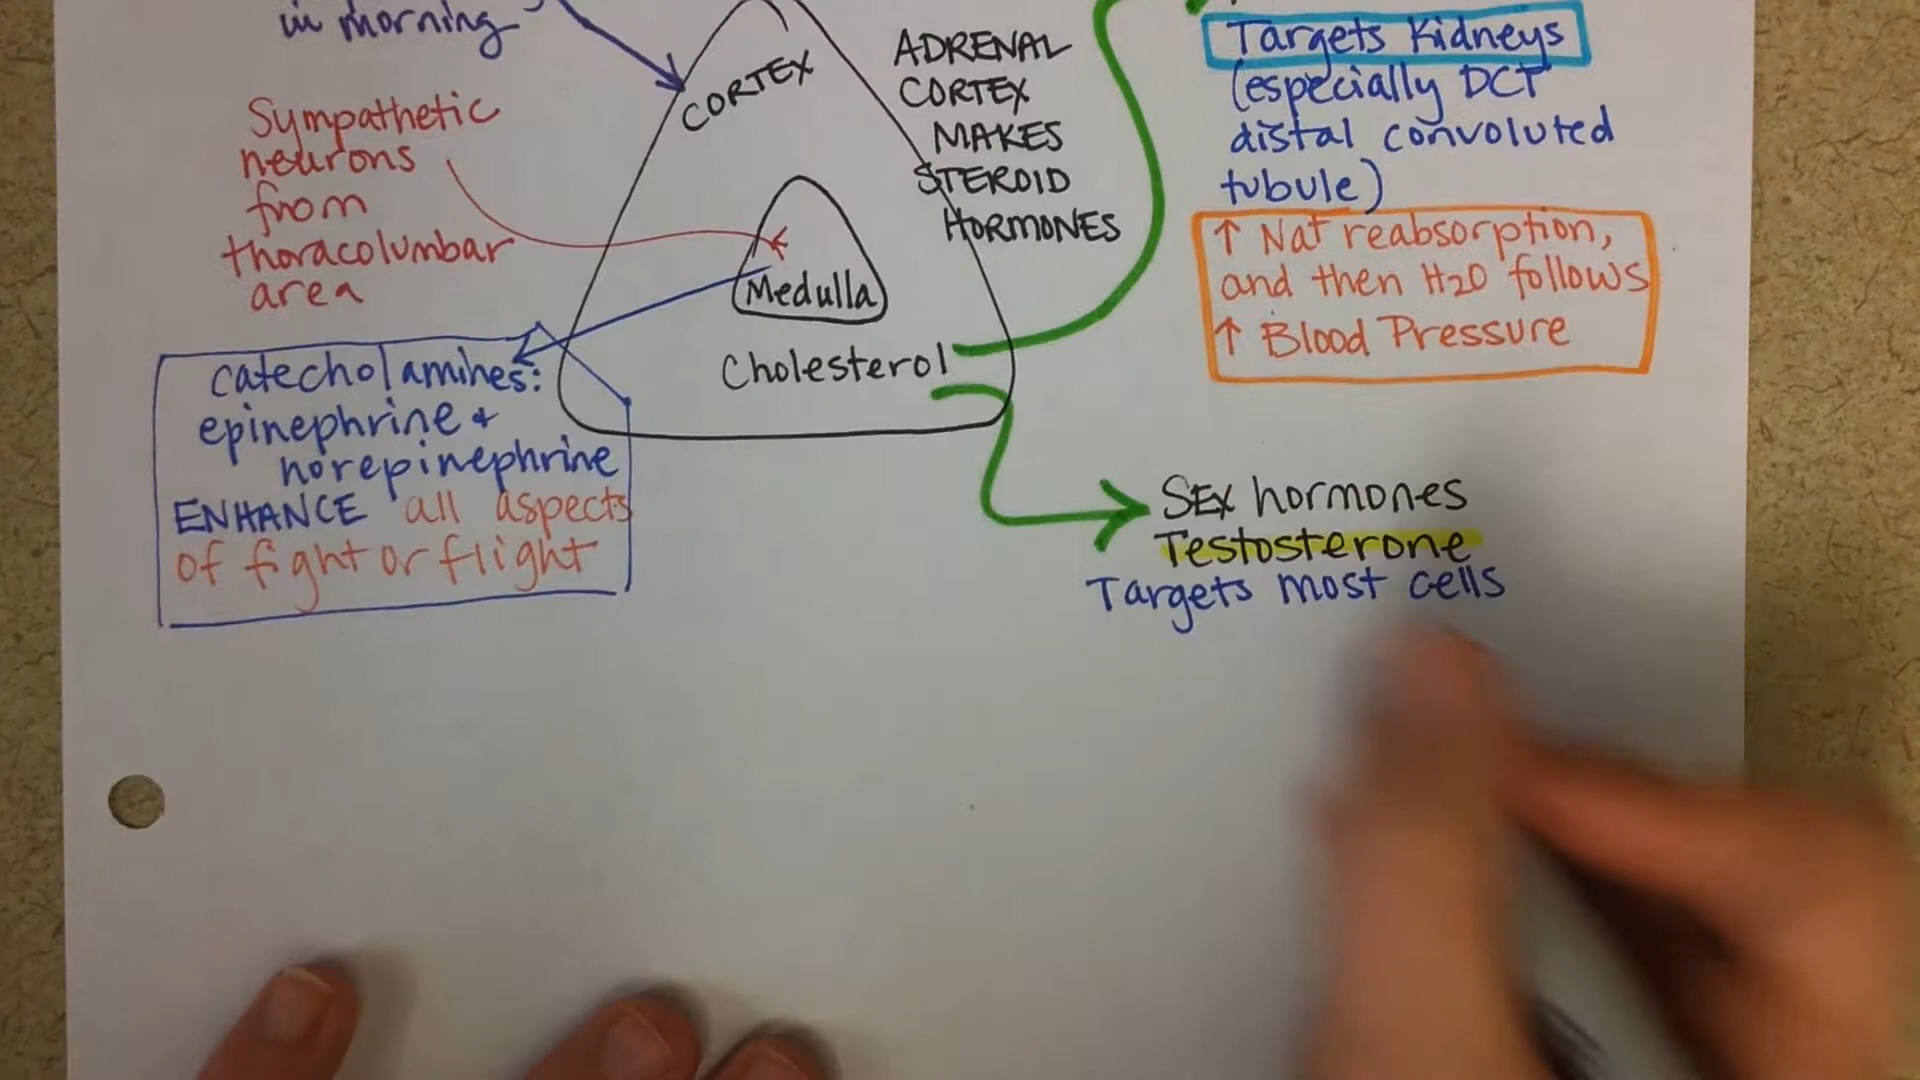 in morning
CORTEX
ADRENAL
CORTEX
MAKES
STEROID
HORMONES
Targets Kidneys
(especially DCT
distal convoluted
tubule)
↑ Na+ reabsorption,
and then H2O follows
↑ Blood Pressure
Sympathetic
neurons
from
thoracolumbar
area
Medulla
Cholesterol
catecholamines:
epinephrine +
norepinephrine
ENHANCE all aspects
of fight or flight
SEX hormones
Testosterone
Targets most cells